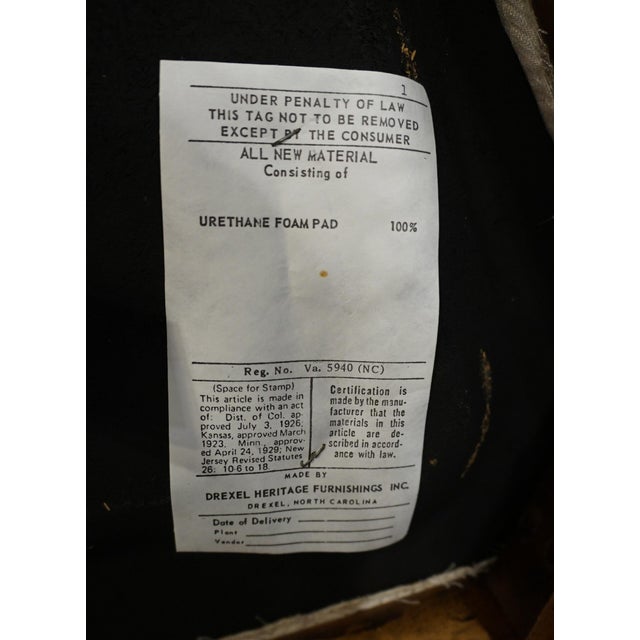 1
UNDER PENALTY OF LAW
THIS TAG NOT TO BE REMOVED
EXCEPT BY THE CONSUMER
ALL NEW MATERIAL
Consisting of
URETHANE FOAM PAD 100%
Reg. No. Va. 5940 (NC)
(Space for Stamp)
This article is made in
compliance with an act
of: Dist. of Col. ap-
proved July 3, 1926;
Kansas, approved March
1923, Minn., approv-
ed April 24, 1929; New
Jersey Revised Statutes
26: 10-6 to 18.
Certification is
made by the manu-
facturer that the
materials in this
article are de-
scribed in accord-
ance with law.
MADE BY
DREXEL HERITAGE FURNISHINGS INC.
DREXEL, NORTH CAROLINA
Date of Delivery
Plant
Vendor